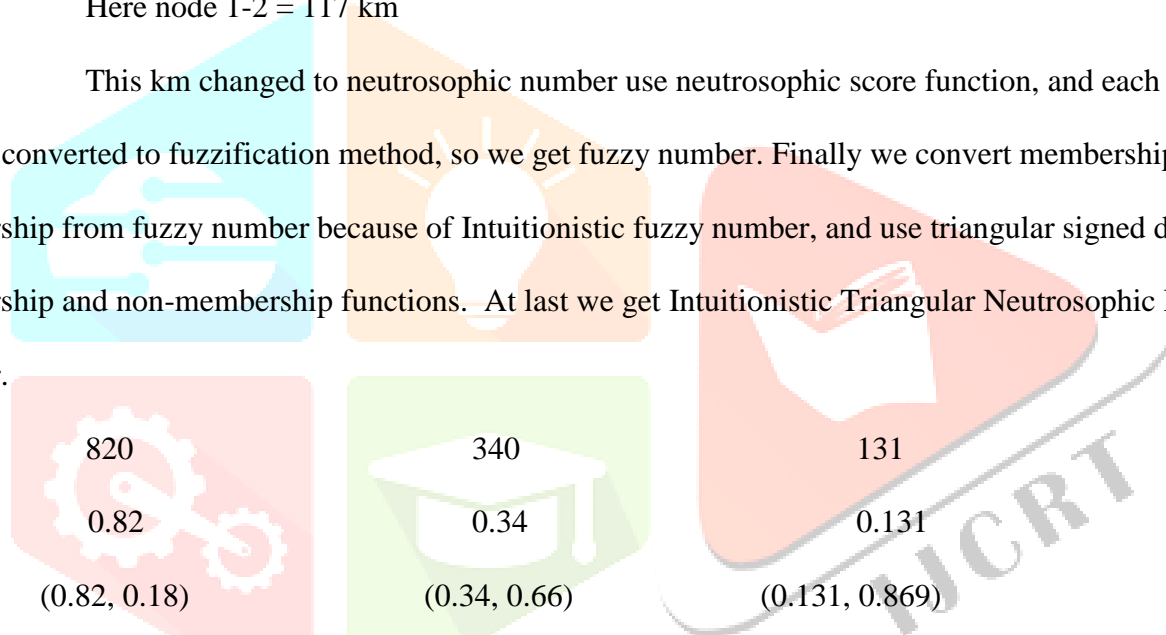 Here node 1-2 = 117 km
This km changed to neutrosophic number use neutrosophic score function, and each
converted to fuzzification method, so we get fuzzy number. Finally we convert membership
rship from fuzzy number because of Intuitionistic fuzzy number, and use triangular signed d
rship and non-membership functions. At last we get Intuitionistic Triangular Neutrosophic
820 340 131
0.82 0.34 0.131
(0.82, 0.18) (0.34, 0.66) (0.131, 0.869)
IJCRT